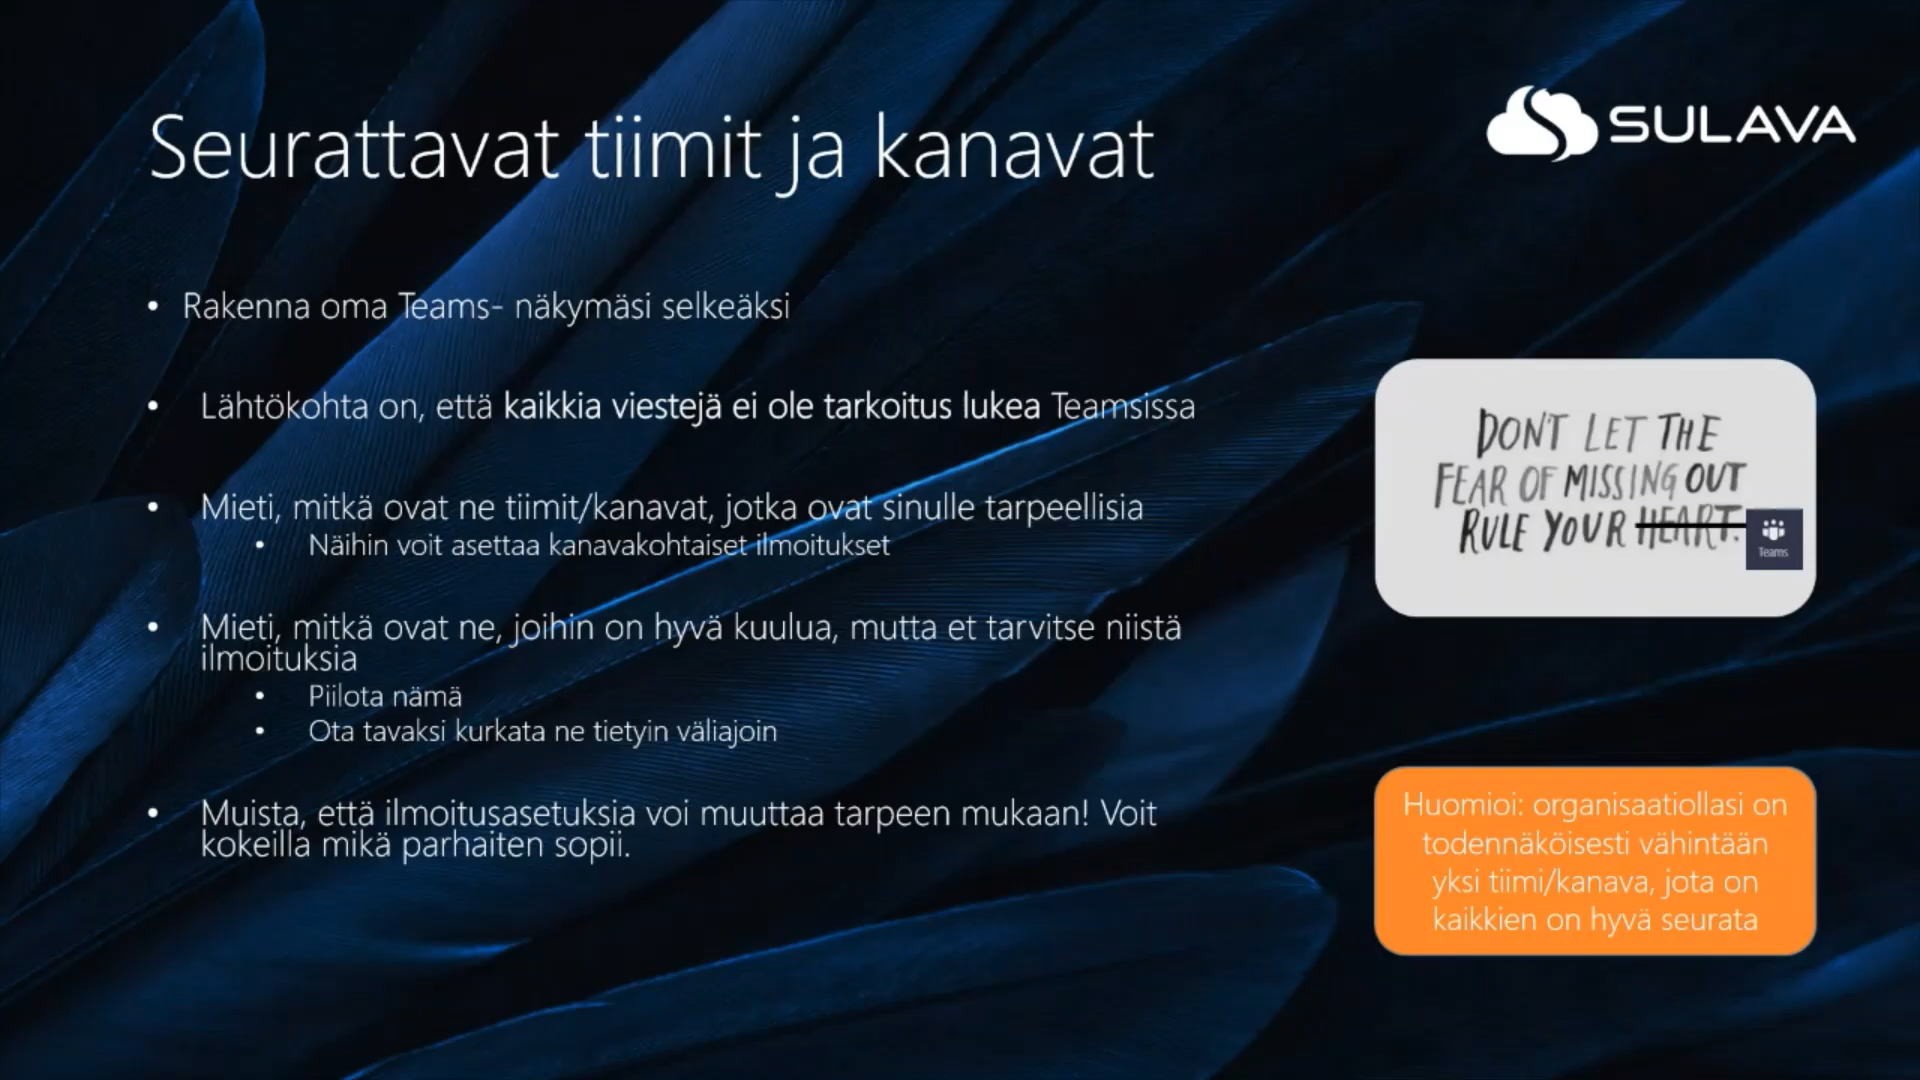 Seurattavat tiimit ja kanavat
SULAVA
• Rakenna oma Teams- näkymäsi selkeäksi
• Lähtökohta on, että kaikkia viestejä ei ole tarkoitus lukea Teamsissa
• Mieti, mitkä ovat ne tiimit/kanavat, jotka ovat sinulle tarpeellisia
• Näihin voit asettaa kanavakohtaiset ilmoitukset
• Mieti, mitkä ovat ne, joihin on hyvä kuulua, mutta et tarvitse niistä
ilmoituksia
• Piilota nämä
• Ota tavaksi kurkata ne tietyin väliajoin
• Muista, että ilmoitusasetuksia voi muuttaa tarpeen mukaan! Voit
kokeilla mikä parhaiten sopii.
DON'T LET THE
FEAR OF MISSING OUT
RULE YOUR HEART.
Teams
Huomioi: organisaatiollasi on
todennäköisesti vähintään
yksi tiimi/kanava, jota on
kaikkien on hyvä seurata